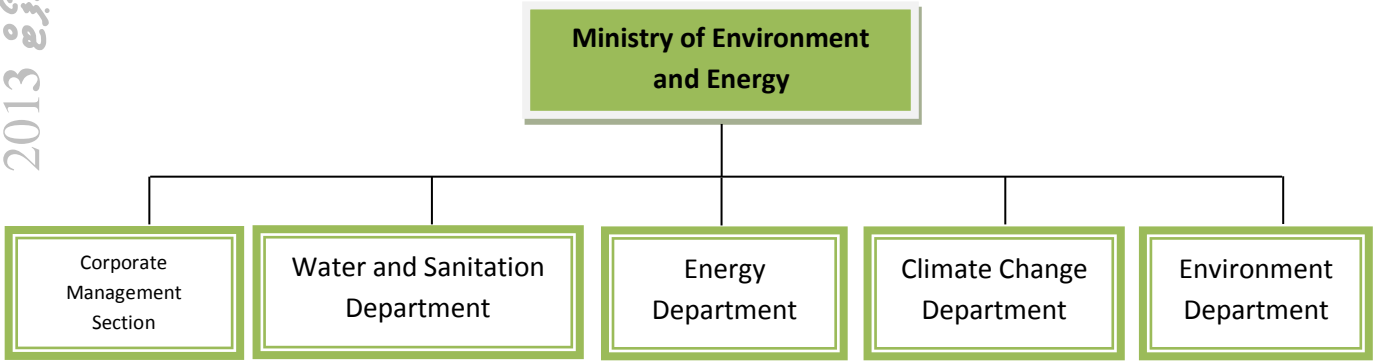 2013
Ministry of Environment
and Energy
Corporate
Management
Section
Water and Sanitation
Department
Energy
Department
Climate Change
Department
Environment
Department